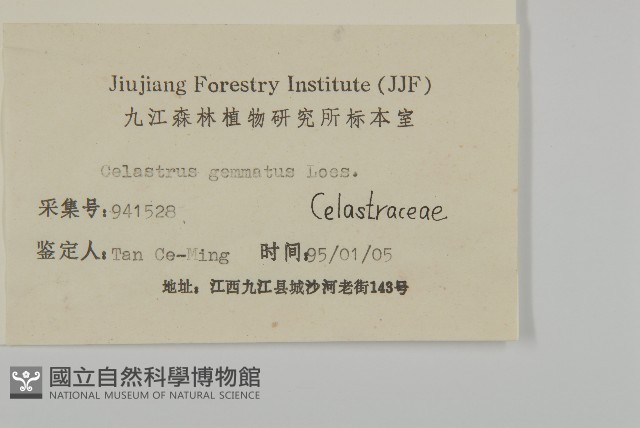 Jiujiang Forestry Institute (JJF)
九江森林植物研究所标本室
Celastrus gemmatus Loes.
采集号:941528
Celastraceae
鉴定人:Tan Ce-Ming 时间:95/01/05
地址: 江西九江县城沙河老街143号
國立自然科學博物館
NATIONAL MUSEUM OF NATURAL SCIENCE